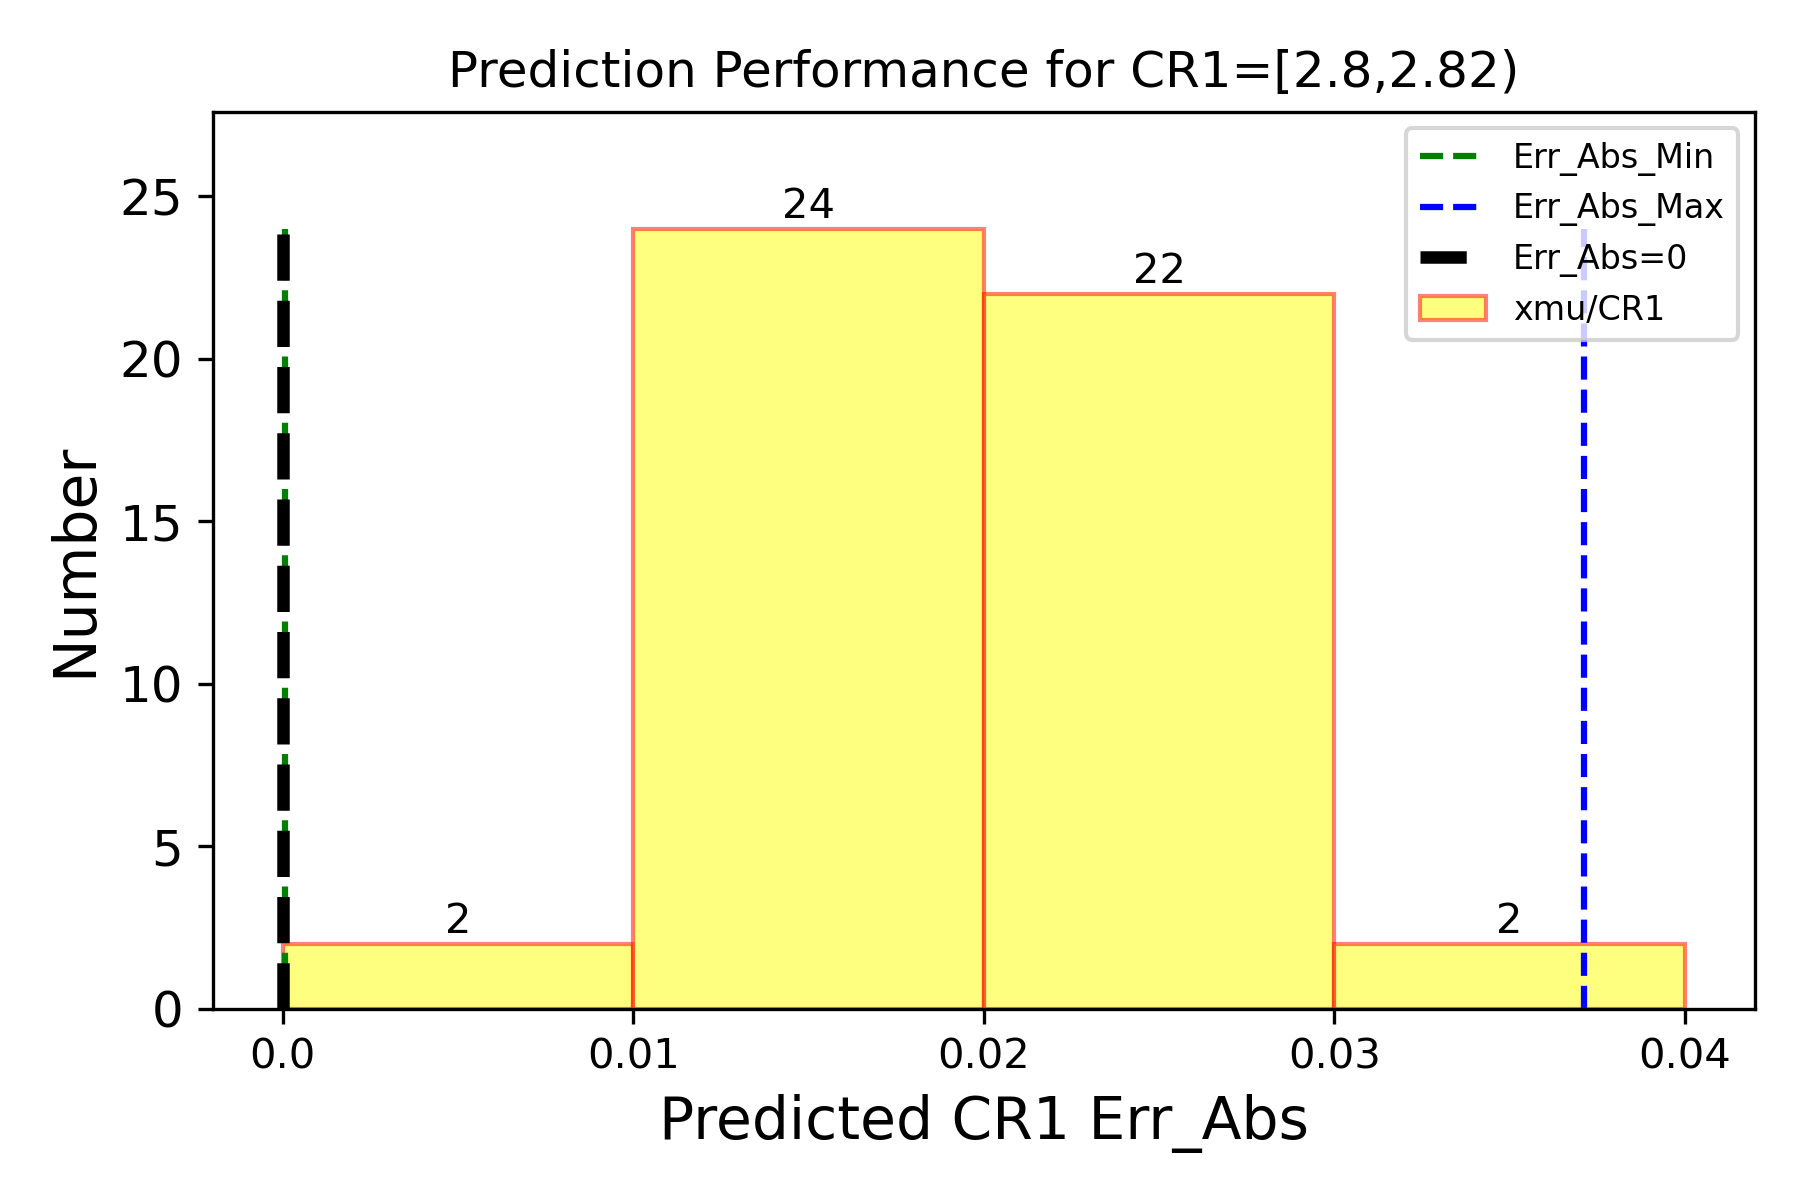 Prediction Performance for CR1=[2.8,2.82)
Err_Abs_Min
Err_Abs_Max
Err_Abs=0
xmu/CR1
25
20
15
10
5
0
Number
24
22
2
2
0.0
0.01
0.02
0.03
0.04
Predicted CR1 Err_Abs